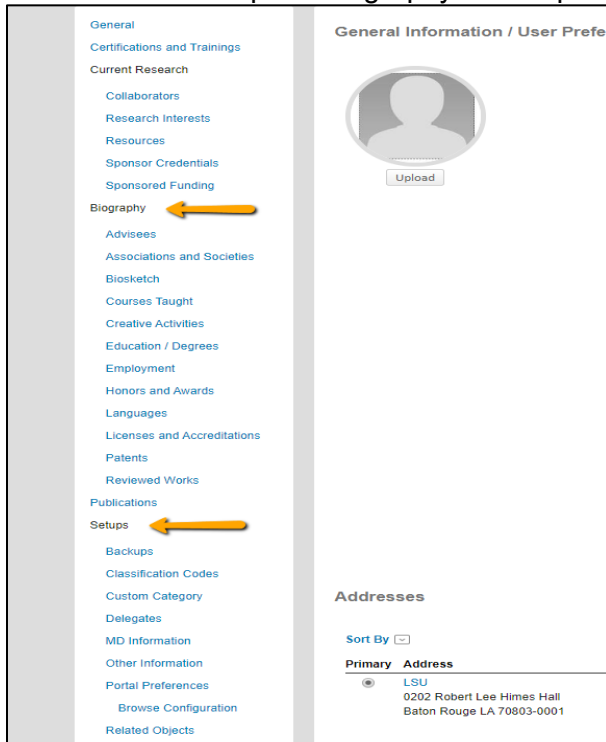 General
Certifications and Trainings
Current Research
Collaborators
Research Interests
Resources
Sponsor Credentials
Sponsored Funding
Biography
Advisees
Associations and Societies
Biosketch
Courses Taught
Creative Activities
Education / Degrees
Employment
Honors and Awards
Languages
Licenses and Accreditations
Patents
Reviewed Works
Publications
Setups
Backups
Classification Codes
Custom Category
Delegates
MD Information
Other Information
Portal Preferences
Browse Configuration
Related Objects
General Information / User Prefe
Upload
Addresses
Sort By
Primary Address
LSU
0202 Robert Lee Himes Hall
Baton Rouge LA 70803-0001